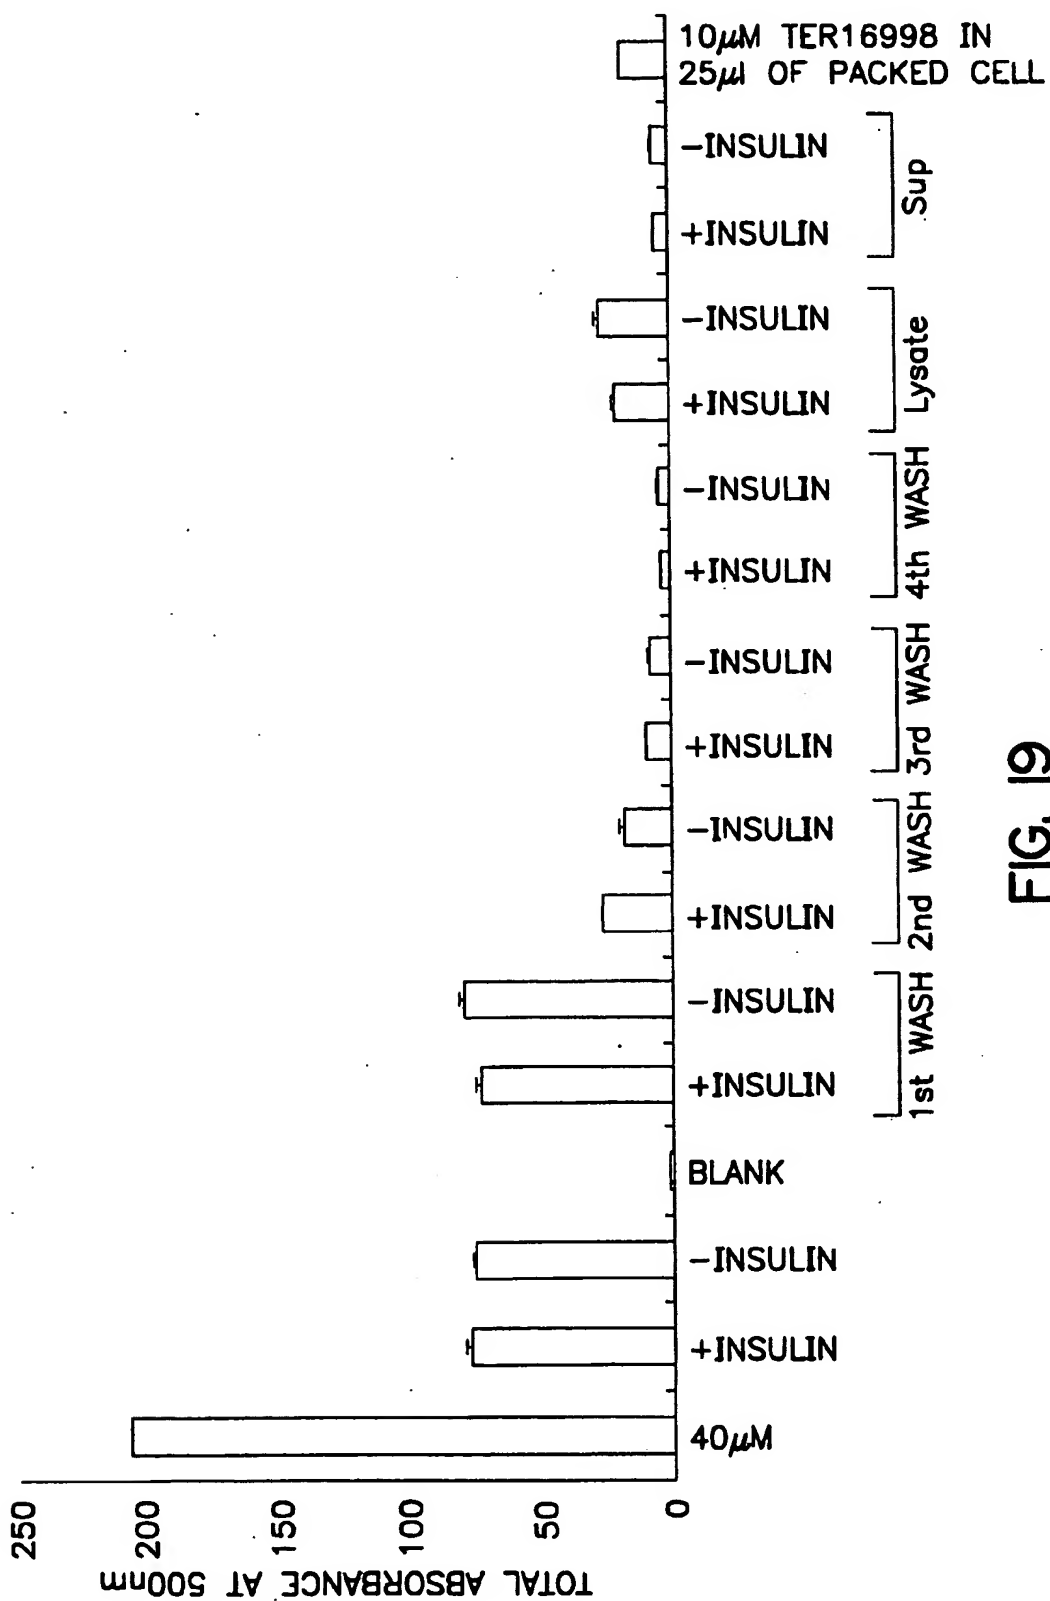 TOTAL ABSORBANCE AT 500nm
250
200
150
100
50
0
40µM
+INSULIN
-INSULIN
BLANK
+INSULIN
-INSULIN
1st WASH
+INSULIN
-INSULIN
2nd WASH
+INSULIN
-INSULIN
3rd WASH
+INSULIN
-INSULIN
4th WASH
+INSULIN
-INSULIN
Lysate
+INSULIN
-INSULIN
Sup
10µM TER16998 IN
25µl OF PACKED CELL
FIG. 19